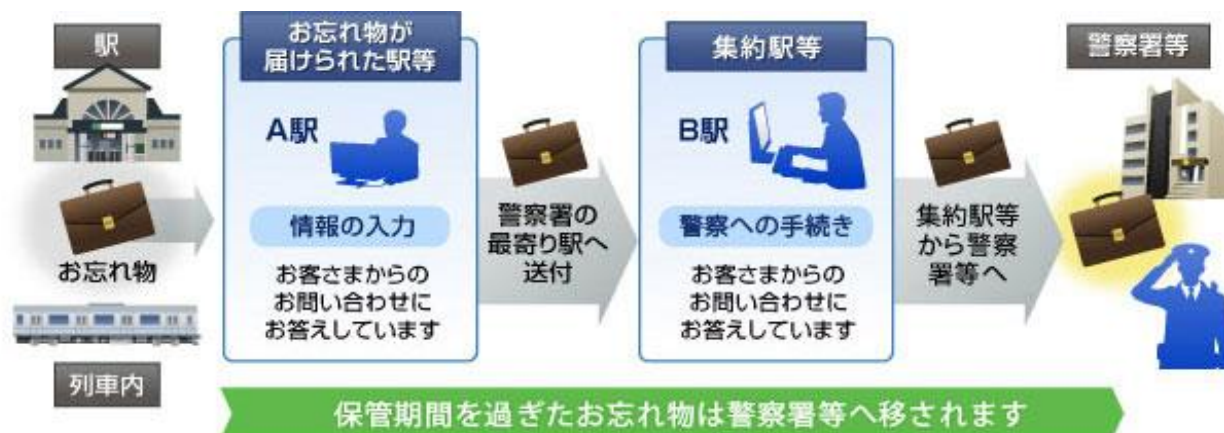 駅
お忘れ物
列車内
お忘れ物が
届けられた駅等
A駅
情報の入力
お客さまからの
お問い合わせに
お答えしています
警察署の
最寄り駅へ
送付
集約駅等
B駅
警察への手続き
お客さまからの
お問い合わせに
お答えしています
集約駅等
から警察
署等へ
警察署等
保管期間を過ぎたお忘れ物は警察署等へ移されます